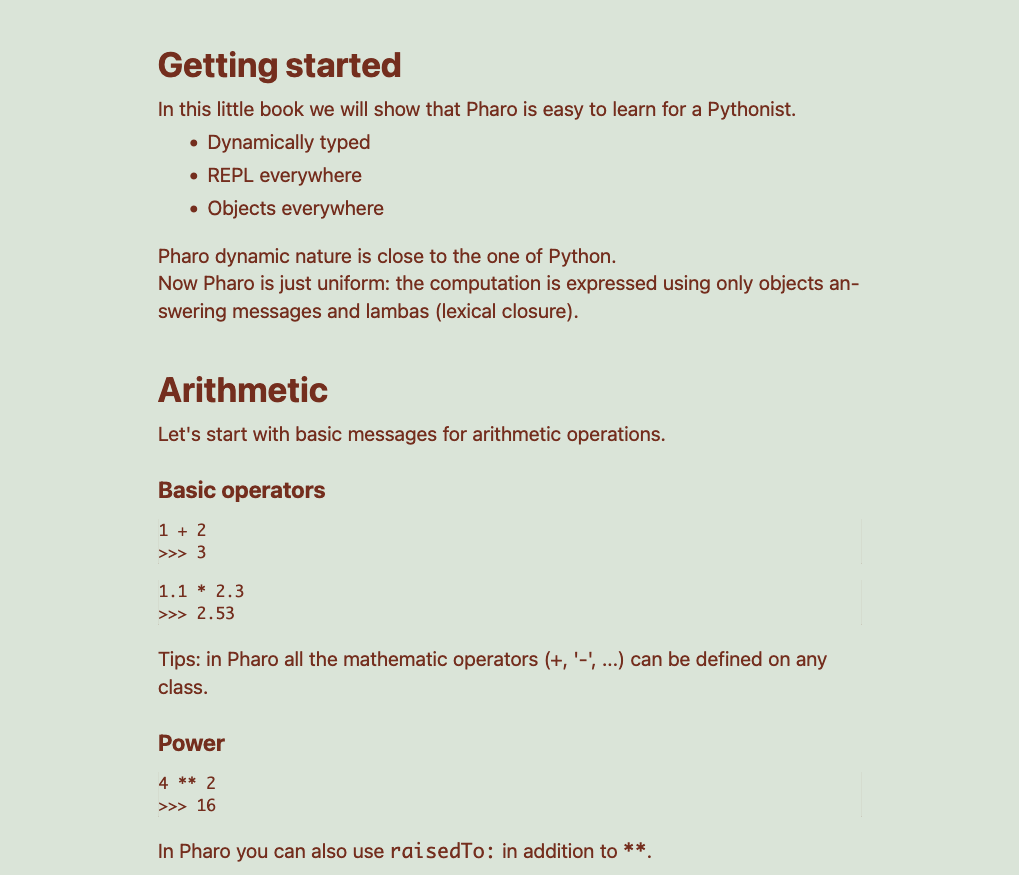 Getting started
In this little book we will show that Pharo is easy to learn for a Pythonist.
• Dynamically typed
• REPL everywhere
• Objects everywhere
Pharo dynamic nature is close to the one of Python.
Now Pharo is just uniform: the computation is expressed using only objects an-
swering messages and lambas (lexical closure).
Arithmetic
Let's start with basic messages for arithmetic operations.
Basic operators
1 + 2
>>> 3
1.1 * 2.3
>>> 2.53
Tips: in Pharo all the mathematic operators (+, '-', ...) can be defined on any
class.
Power
4 ** 2
>>> 16
In Pharo you can also use raisedTo: in addition to **.